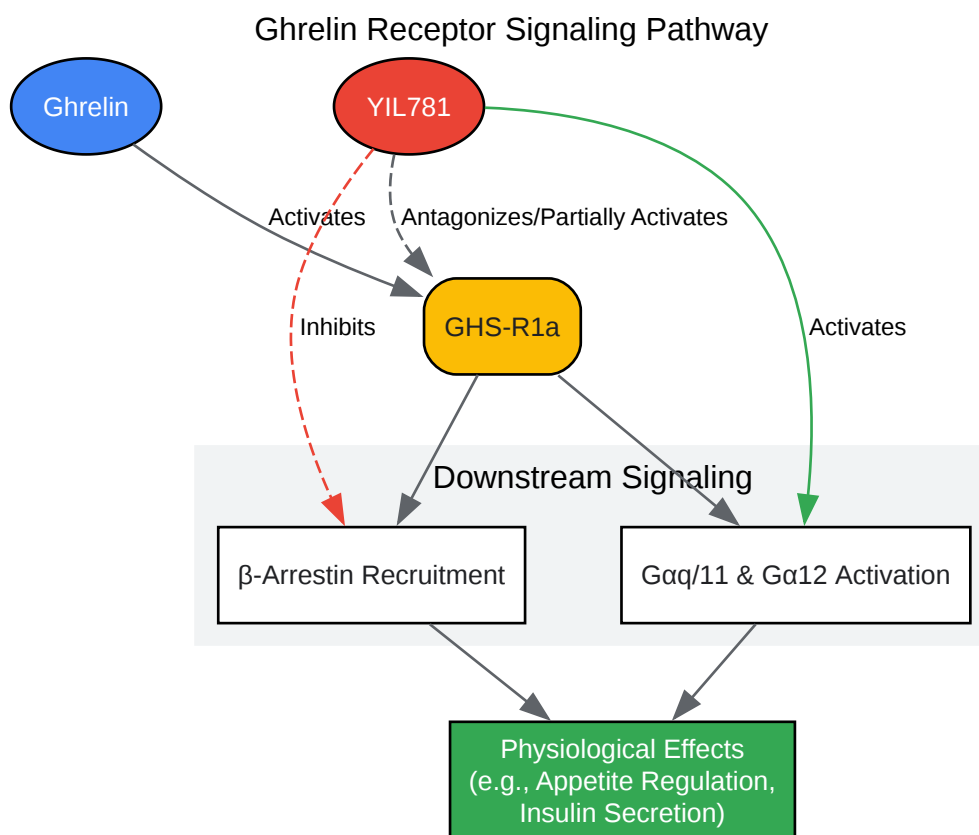 Ghrelin Receptor Signaling Pathway
Ghrelin
YIL781
Activates
Antagonizes/Partially Activates
Inhibits
GHS-R1a
Activates
Downstream Signaling
β-Arrestin Recruitment
Gαq/11 & Gα12 Activation
Physiological Effects
(e.g., Appetite Regulation,
Insulin Secretion)